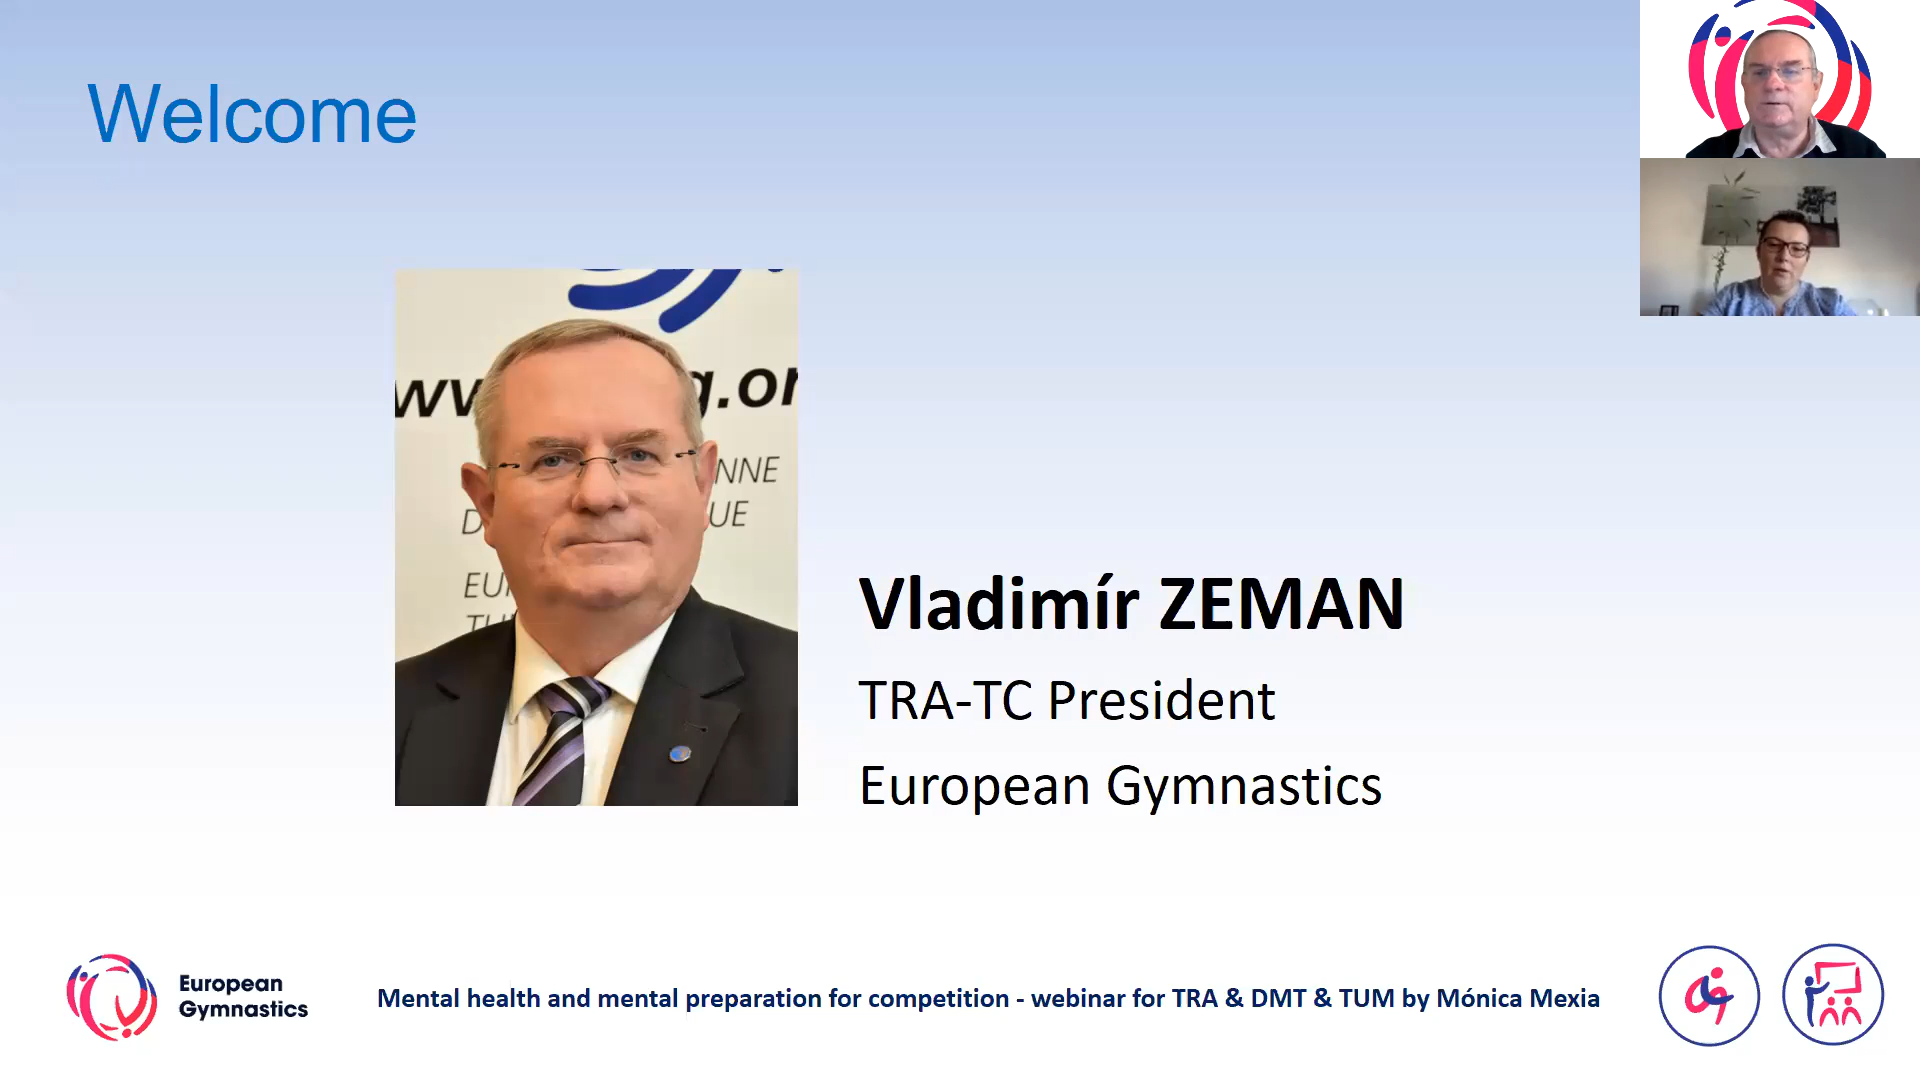 Welcome
Vladimír ZEMAN
TRA-TC President
European Gymnastics
European
Gymnastics
Mental health and mental preparation for competition - webinar for TRA & DMT & TUM by Mónica Mexia